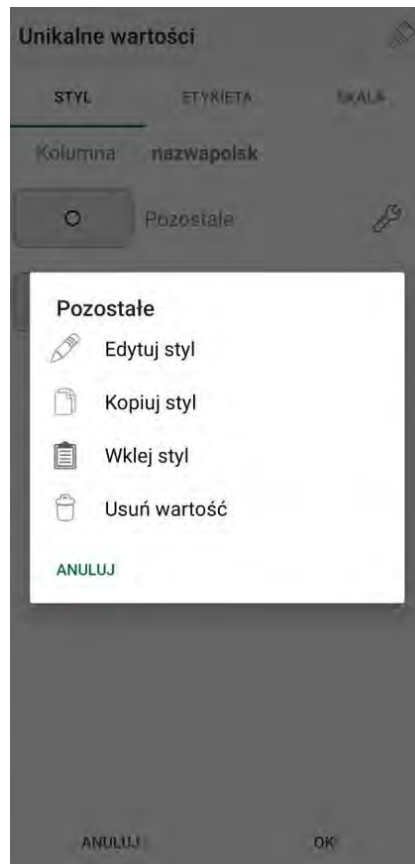 Unikalne wartości
STYL ETYKIETA SKALA
Kolumna nazwapolsk
Pozostałe
Pozostałe
Edytuj styl
Kopiuj styl
Wklej styl
Usuń wartość
ANULUJ
ANULUJ OK